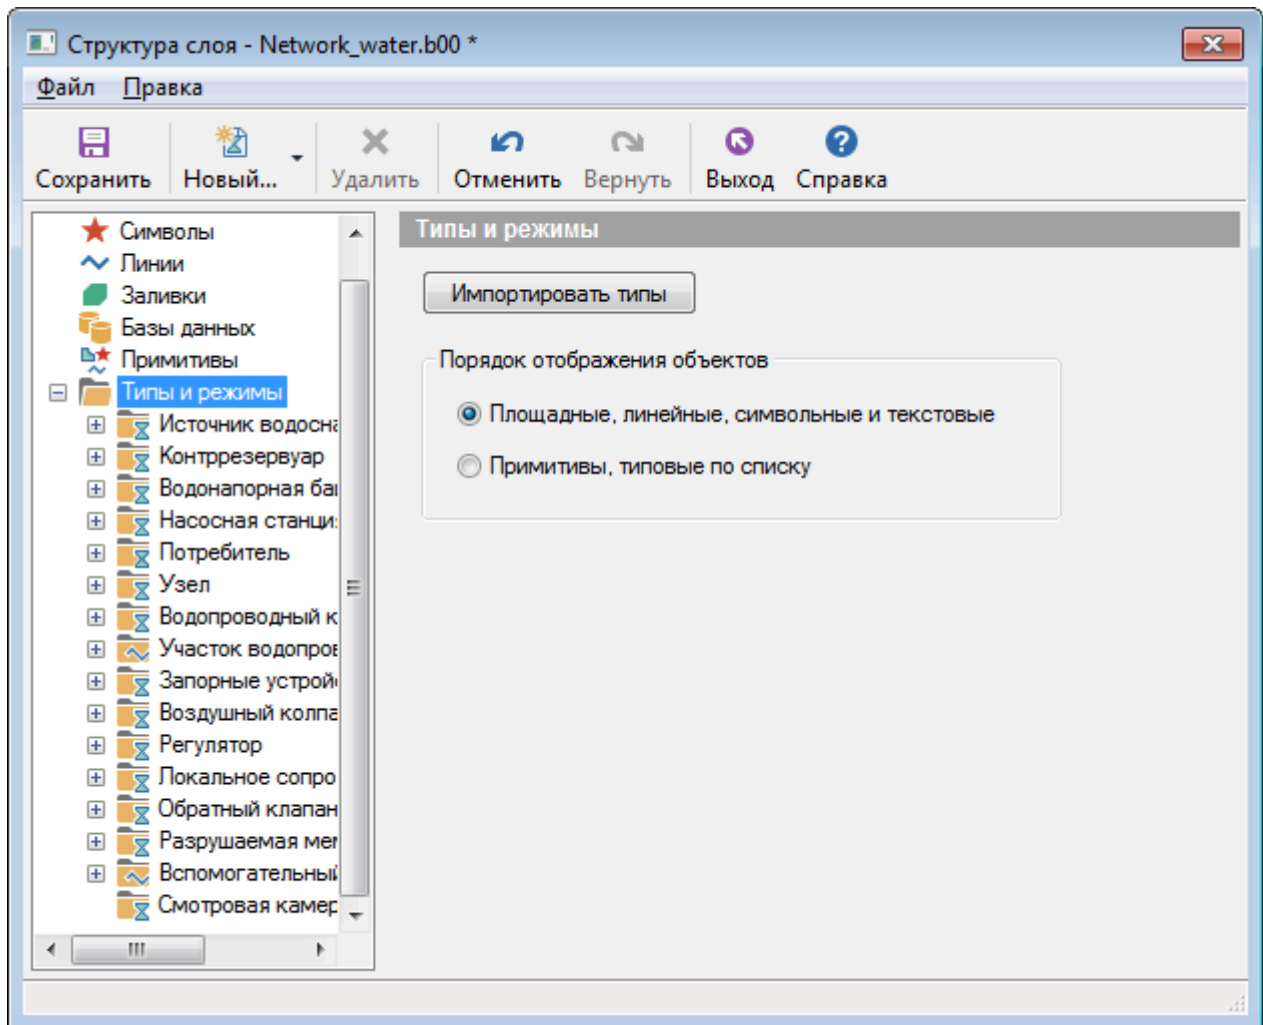 Структура слоя - Network_water.b00 *
Файл Правка
Сохранить Новый... Удалить Отменить Вернуть Выход Справка
Символы
Линии
Заливки
Базы данных
Примитивы
Типы и режимы
Источник водосна
Контррезервуар
Водонапорная ба
Насосная станци
Потребитель
Узел
Водопроводный к
Участок водопров
Запорные устрой
Воздушный колпа
Регулятор
Локальное сопро
Обратный клапан
Разрушаемая ме
Вспомогательный
Смотровая камер
Типы и режимы
Импортировать типы
Порядок отображения объектов
Площадные, линейные, символьные и текстовые
Примитивы, типовые по списку